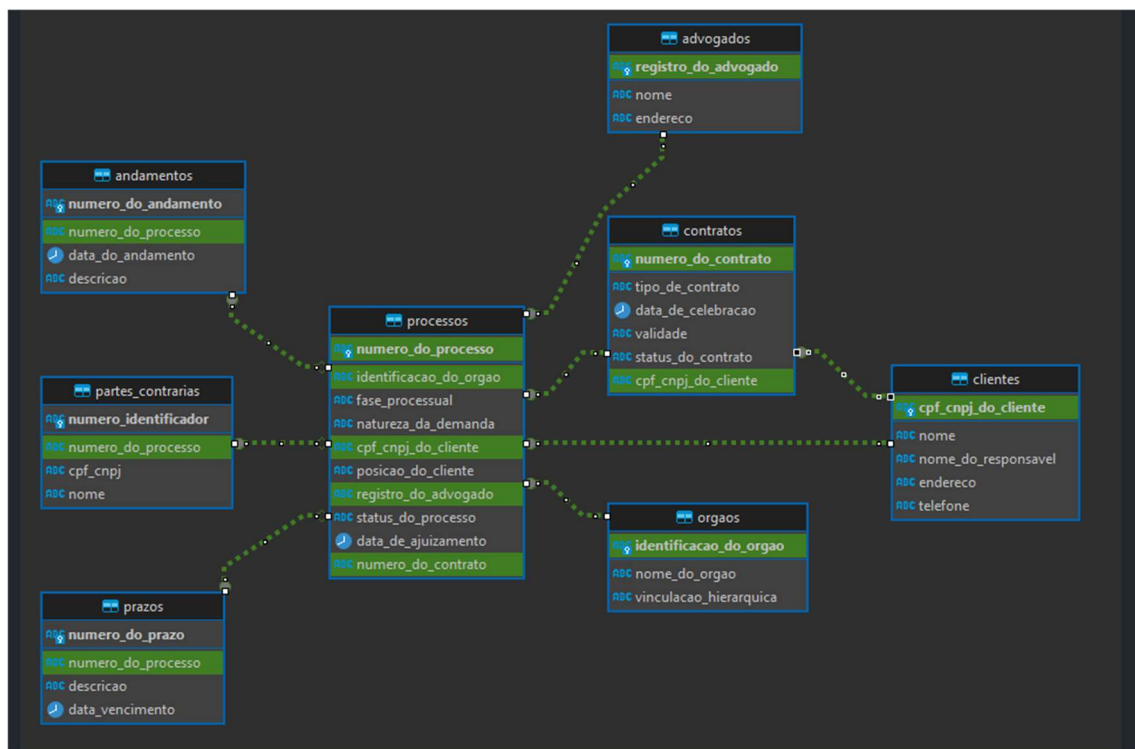 advogados
registro_do_advogado
nome
endereco
andamentos
numero_do_andamento
numero_do_processo
data_do_andamento
descricao
contratos
numero_do_contrato
tipo_de_contrato
data_de_celebracao
validade
status_do_contrato
cpf_cnpj_do_cliente
processos
numero_do_processo
identificacao_do_orgao
fase_processual
natureza_da_demanda
cpf_cnpj_do_cliente
posicao_do_cliente
registro_do_advogado
status_do_processo
data_de_ajuizamento
numero_do_contrato
partes_contrarias
numero_identificador
numero_do_processo
cpf_cnpj
nome
clientes
cpf_cnpj_do_cliente
nome
nome_do_responsavel
endereco
telefone
orgaos
identificacao_do_orgao
nome_do_orgao
vinculacao_hierarquica
prazos
numero_do_prazo
numero_do_processo
descricao
data_vencimento